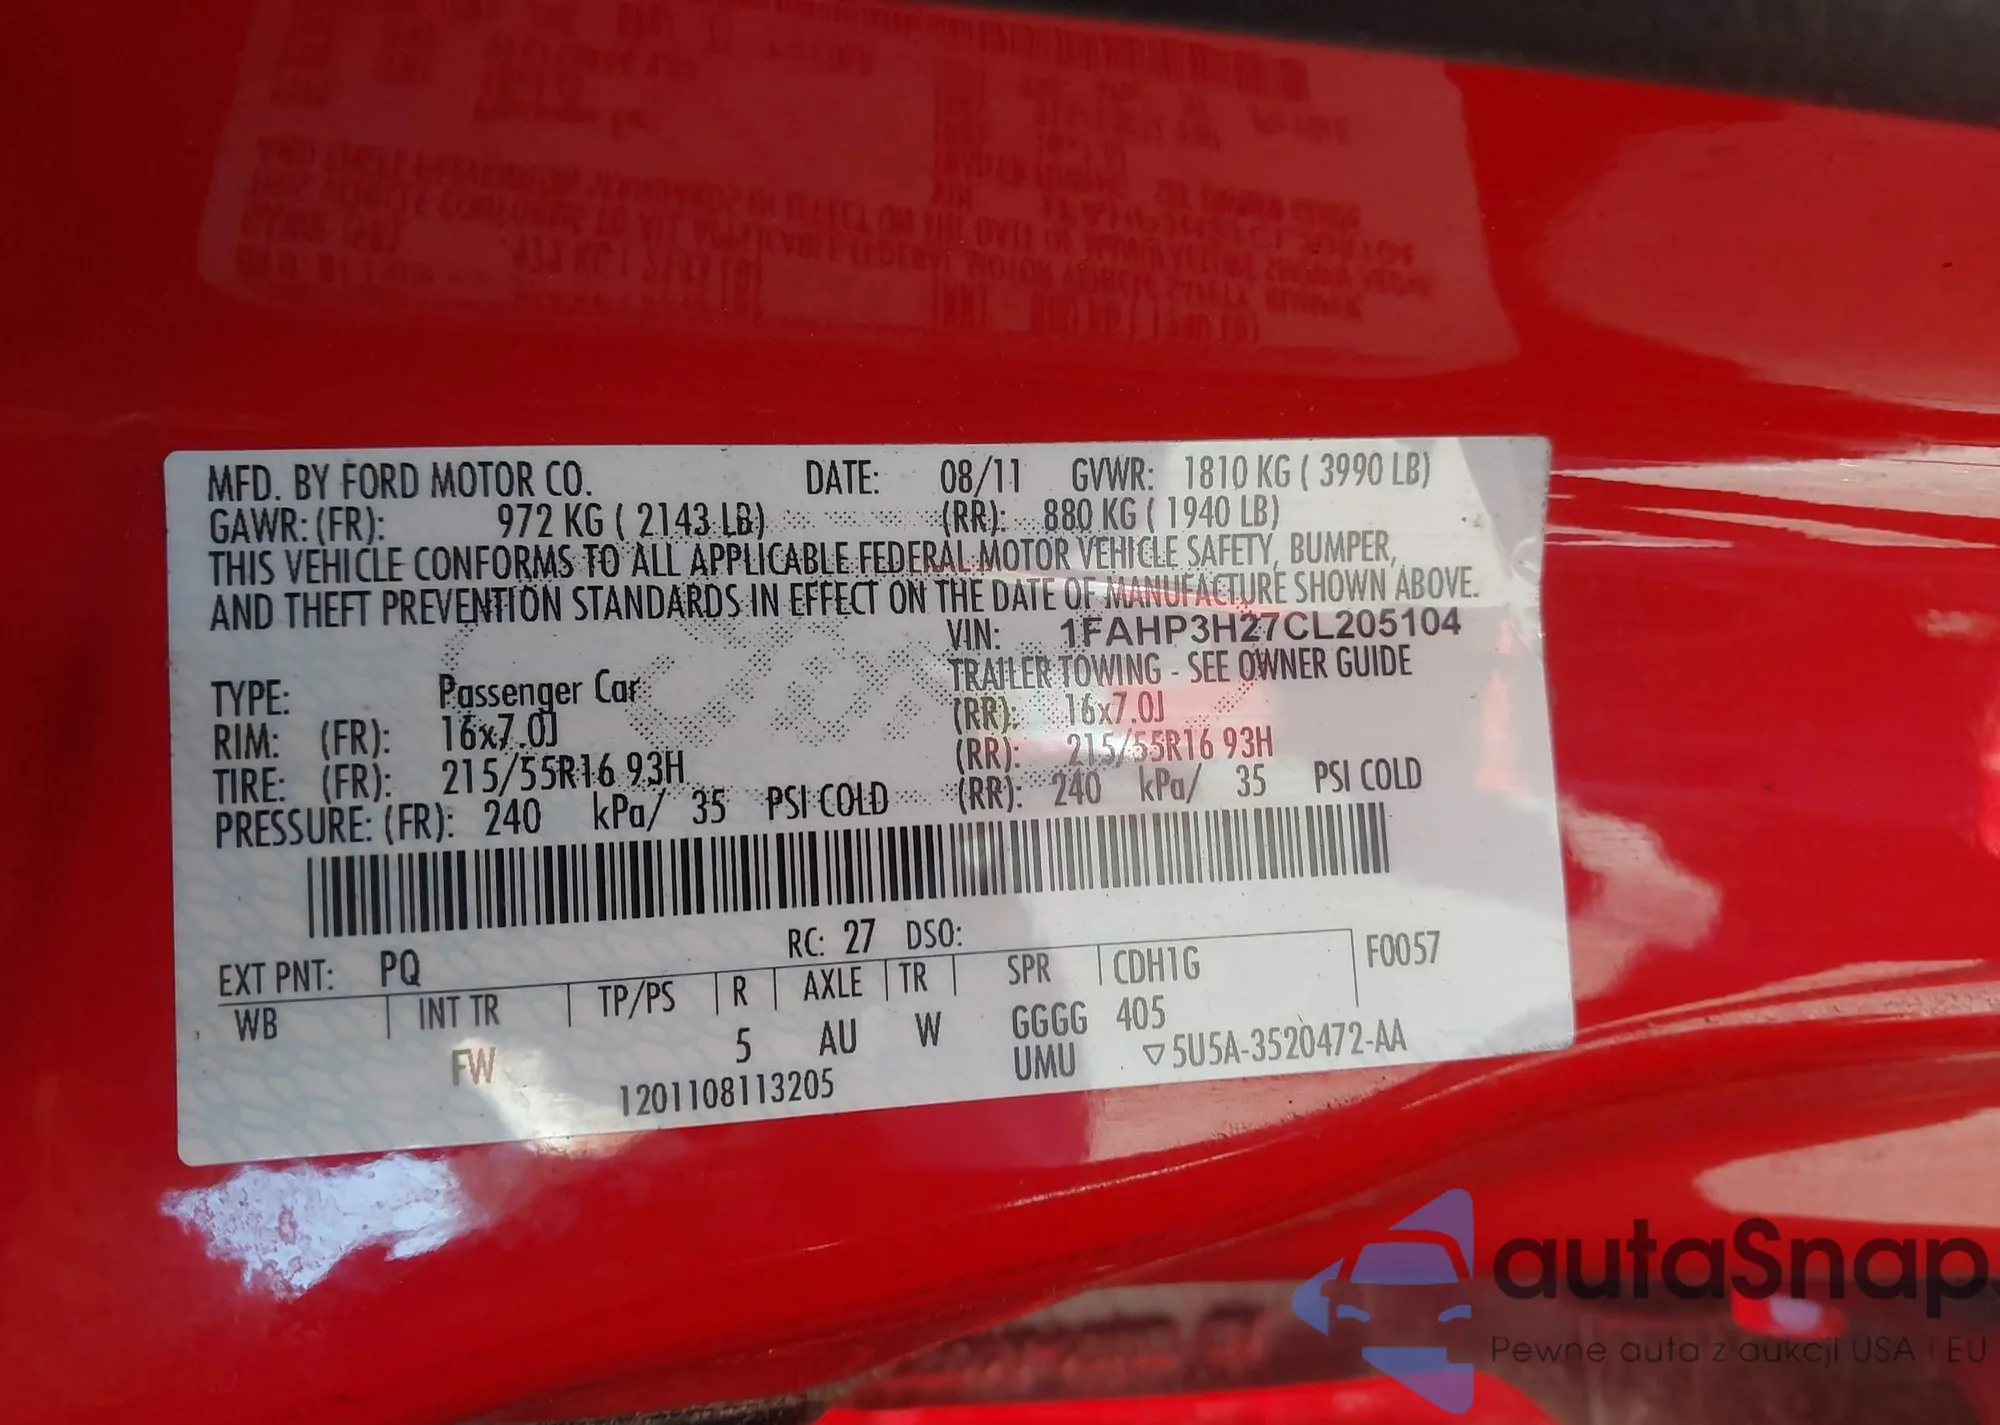 MFD. BY FORD MOTOR CO. DATE: 08/11 GVWR: 1810 KG ( 3990 LB)
GAWR: (FR): 972 KG ( 2143 LB) (RR): 880 KG ( 1940 LB)
THIS VEHICLE CONFORMS TO ALL APPLICABLE FEDERAL MOTOR VEHICLE SAFETY, BUMPER,
AND THEFT PREVENTION STANDARDS IN EFFECT ON THE DATE OF MANUFACTURE SHOWN ABOVE.
VIN: 1FAHP3H27CL205104
TRAILER TOWING - SEE OWNER GUIDE
TYPE: Passenger Car
RIM: (FR): 16x7.0J (RR): 16x7.0J
TIRE: (FR): 215/55R16 93H (RR): 215/55R16 93H
PRESSURE: (FR): 240 kPa/ 35 PSI COLD (RR): 240 kPa/ 35 PSI COLD
RC: 27 DSO:
EXT PNT: PQ F0057
WB INT TR TP/PS R AXLE TR SPR CDH1G
FW 5 AU W GGGG 405
UMU ▽5U5A-3520472-AA
1201108113205
autaSnap.
Pewne auta z aukcji USA i EU